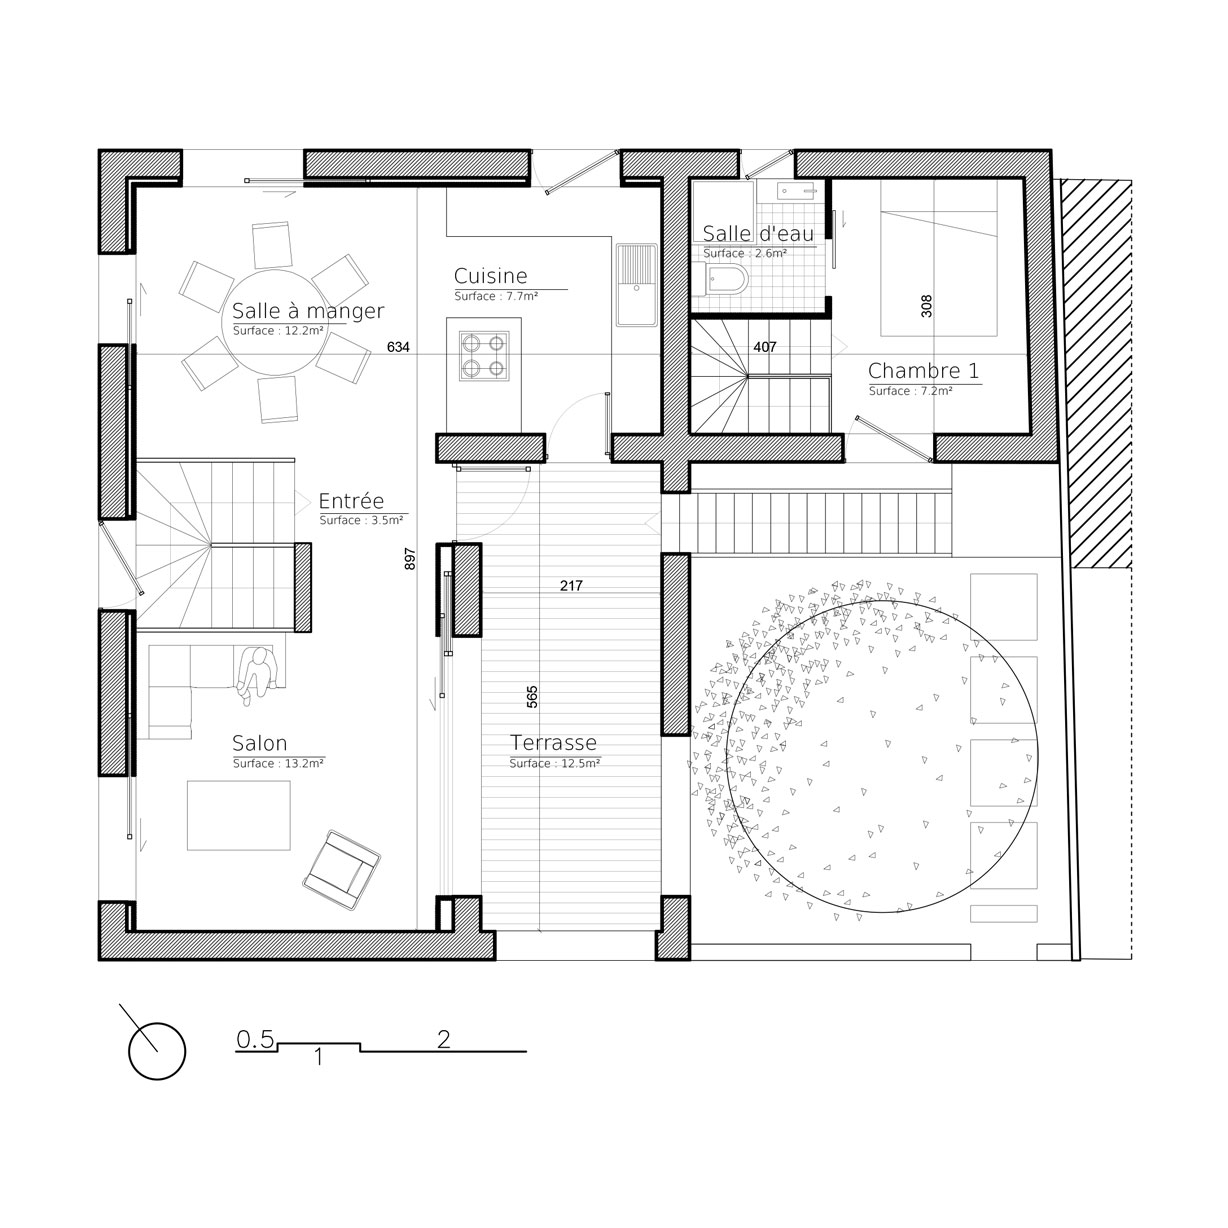 Salle d'eau
Surface : 2.6m²
Cuisine
Surface : 7.7m²
Salle à manger
Surface : 12.2m²
308
634
407
Chambre 1
Surface : 7.2m²
Entrée
Surface : 3.5m²
897
217
565
Salon
Surface : 13.2m²
Terrasse
Surface : 12.5m²
0.5
1
2